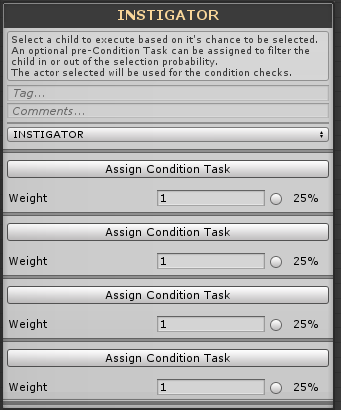 INSTIGATOR
Select a child to execute based on it's chance to be selected.
An optional pre-Condition Task can be assigned to filter the
child in or out of the selection probability.
The actor selected will be used for the condition checks.
Tag...
Comments...
INSTIGATOR
Assign Condition Task
Weight 1 25%
Assign Condition Task
Weight 1 25%
Assign Condition Task
Weight 1 25%
Assign Condition Task
Weight 1 25%